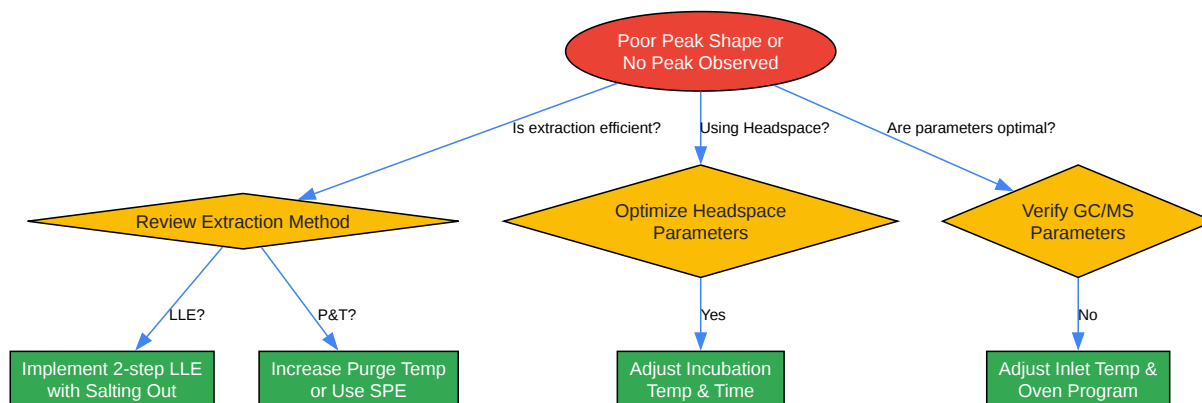 Poor Peak Shape or
No Peak Observed
Is extraction efficient?
Using Headspace?
Are parameters optimal?
Review Extraction Method
Optimize Headspace
Parameters
Verify GC/MS
Parameters
LLE?
P&T?
Yes
No
Implement 2-step LLE
with Salting Out
Increase Purge Temp
or Use SPE
Adjust Incubation
Temp & Time
Adjust Inlet Temp &
Oven Program